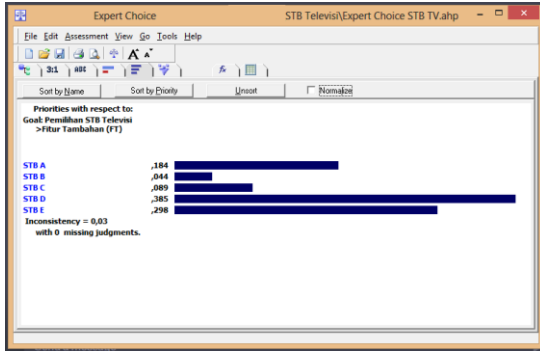 Expert Choice STB Televisi\Expert Choice STB TV.ahp
File Edit Assessment View Go Tools Help
3:1 ABC
Sort by Name Sort by Priority Unsort Normalize
Priorities with respect to:
Goal: Pemilihan STB Televisi
>Fitur Tambahan (FT)
STB A ,184
STB B ,044
STB C ,089
STB D ,385
STB E ,298
Inconsistency = 0,03
with 0 missing judgments.